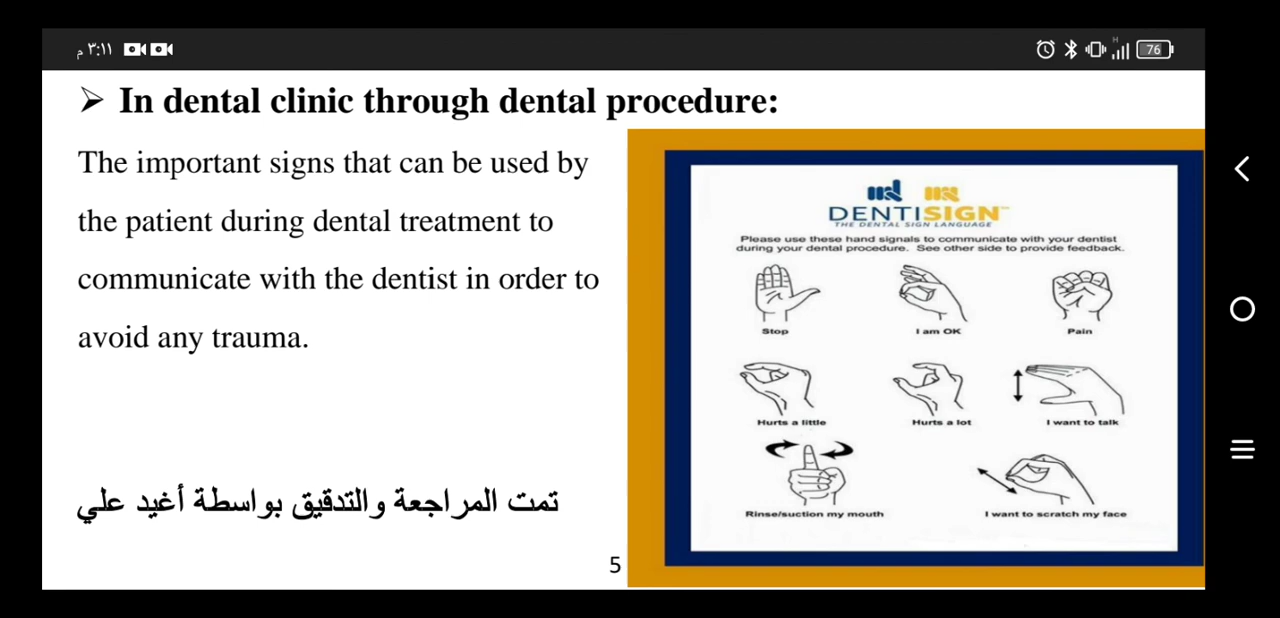 ٣:١١ م
H
76
➤ In dental clinic through dental procedure:
The important signs that can be used by
the patient during dental treatment to
communicate with the dentist in order to
avoid any trauma.
DENTISIGN™
THE DENTAL SIGN LANGUAGE
Please use these hand signals to communicate with your dentist
during your dental procedure. See other side to provide feedback.
Stop
I am OK
Pain
Hurts a little
Hurts a lot
I want to talk
Rinse/suction my mouth
I want to scratch my face
تمت المراجعة والتدقيق بواسطة أغيد علي
5